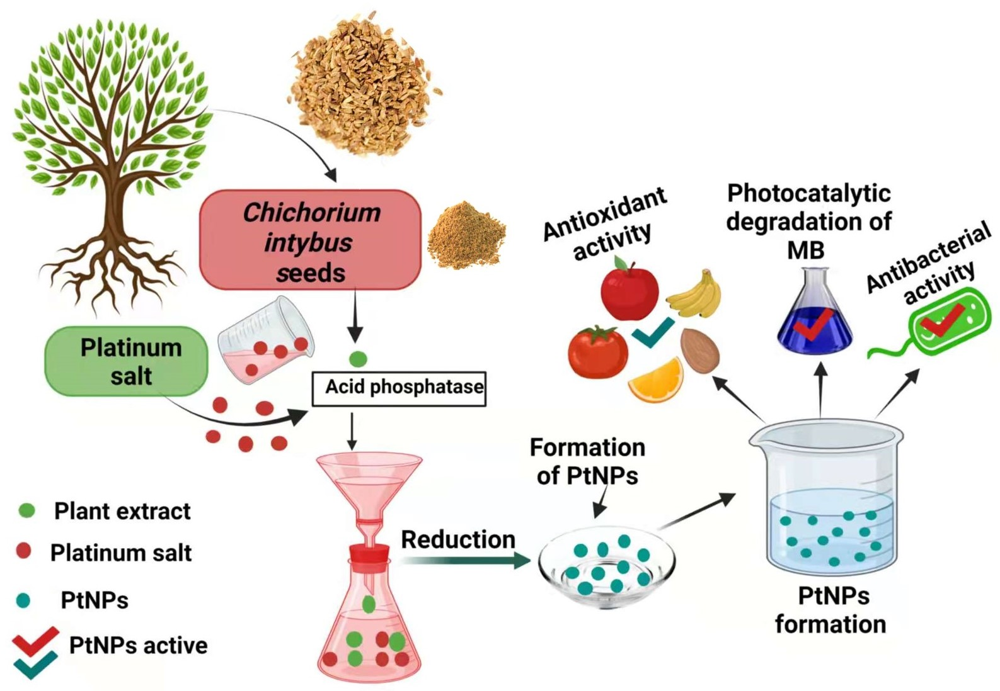 Chichorium
intybus
seeds
Platinum
salt
Acid phosphatase
Reduction
Formation
of PtNPs
Antioxidant
activity
Photocatalytic
degradation of
MB
Antibacterial
activity
PtNPs
formation
Plant extract
Platinum salt
PtNPs
PtNPs active